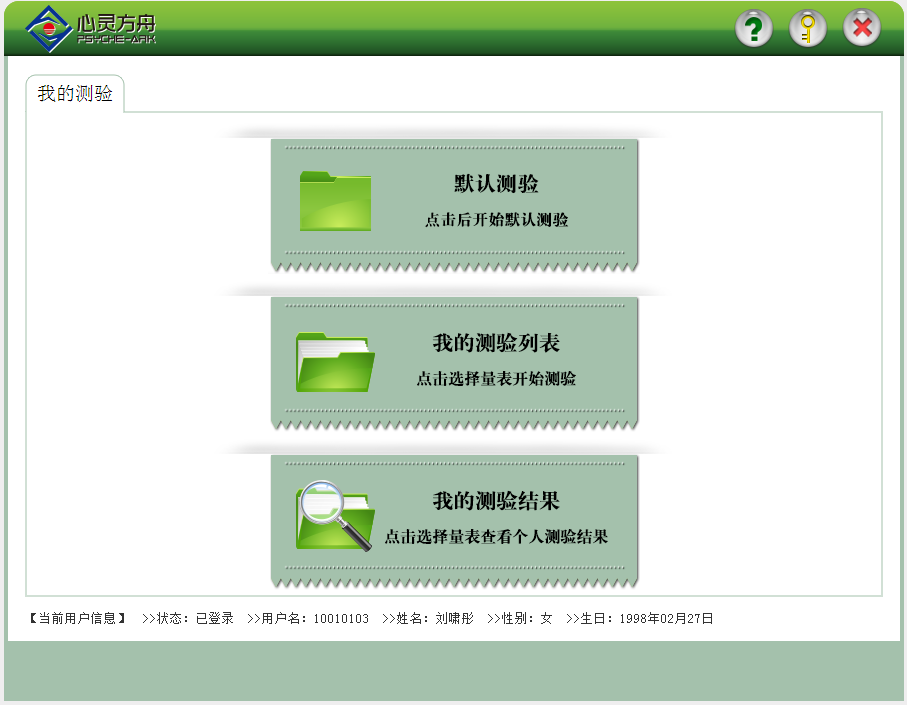 心灵方舟
PSYCHE-ARK
我的测验
默认测验
点击后开始默认测验
我的测验列表
点击选择量表开始测验
我的测验结果
点击选择量表查看个人测验结果
【当前用户信息】 >>状态：已登录 >>用户名：10010103 >>姓名：刘啸彤 >>性别：女 >>生日：1998年02月27日